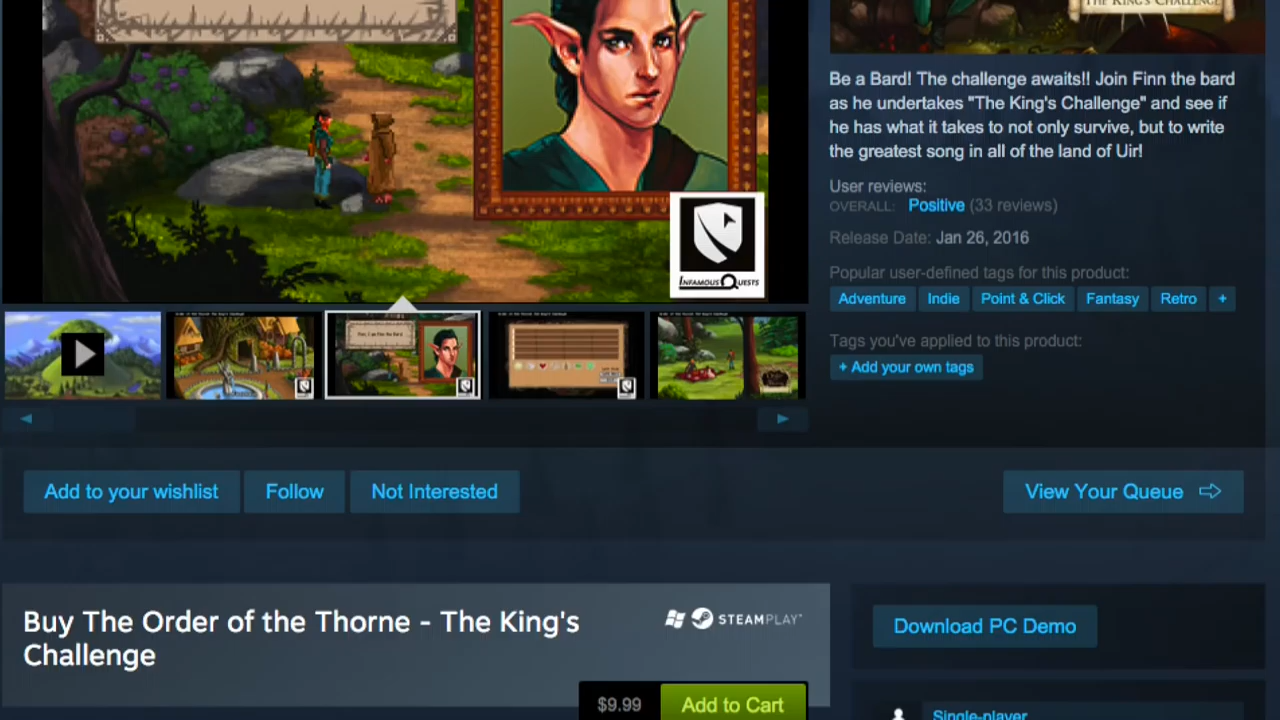 THE KING'S CHALLENGE
Be a Bard! The challenge awaits!! Join Finn the bard
as he undertakes "The King's Challenge" and see if
he has what it takes to not only survive, but to write
the greatest song in all of the land of Uir!
User reviews:
OVERALL: Positive (33 reviews)
Release Date: Jan 26, 2016
Popular user-defined tags for this product:
Adventure Indie Point & Click Fantasy Retro +
Tags you've applied to this product:
+ Add your own tags
INFAMOUS QUESTS
Add to your wishlist Follow Not Interested View Your Queue
Buy The Order of the Thorne - The King's
Challenge
STEAMPLAY
$9.99 Add to Cart
Download PC Demo
Single-player